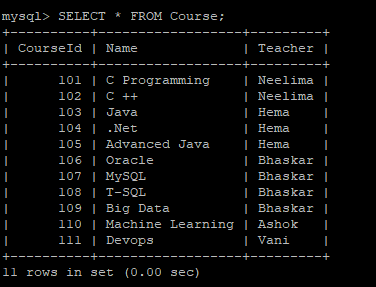 mysql> SELECT * FROM Course;
+----------+------------------+----------+
| CourseId | Name             | Teacher  |
+----------+------------------+----------+
|      101 | C Programming    | Neelima  |
|      102 | C ++             | Neelima  |
|      103 | Java             | Hema     |
|      104 | .Net             | Hema     |
|      105 | Advanced Java    | Hema     |
|      106 | Oracle           | Bhaskar  |
|      107 | MySQL            | Bhaskar  |
|      108 | T-SQL            | Bhaskar  |
|      109 | Big Data         | Bhaskar  |
|      110 | Machine Learning | Ashok    |
|      111 | Devops           | Vani     |
+----------+------------------+----------+
11 rows in set (0.00 sec)